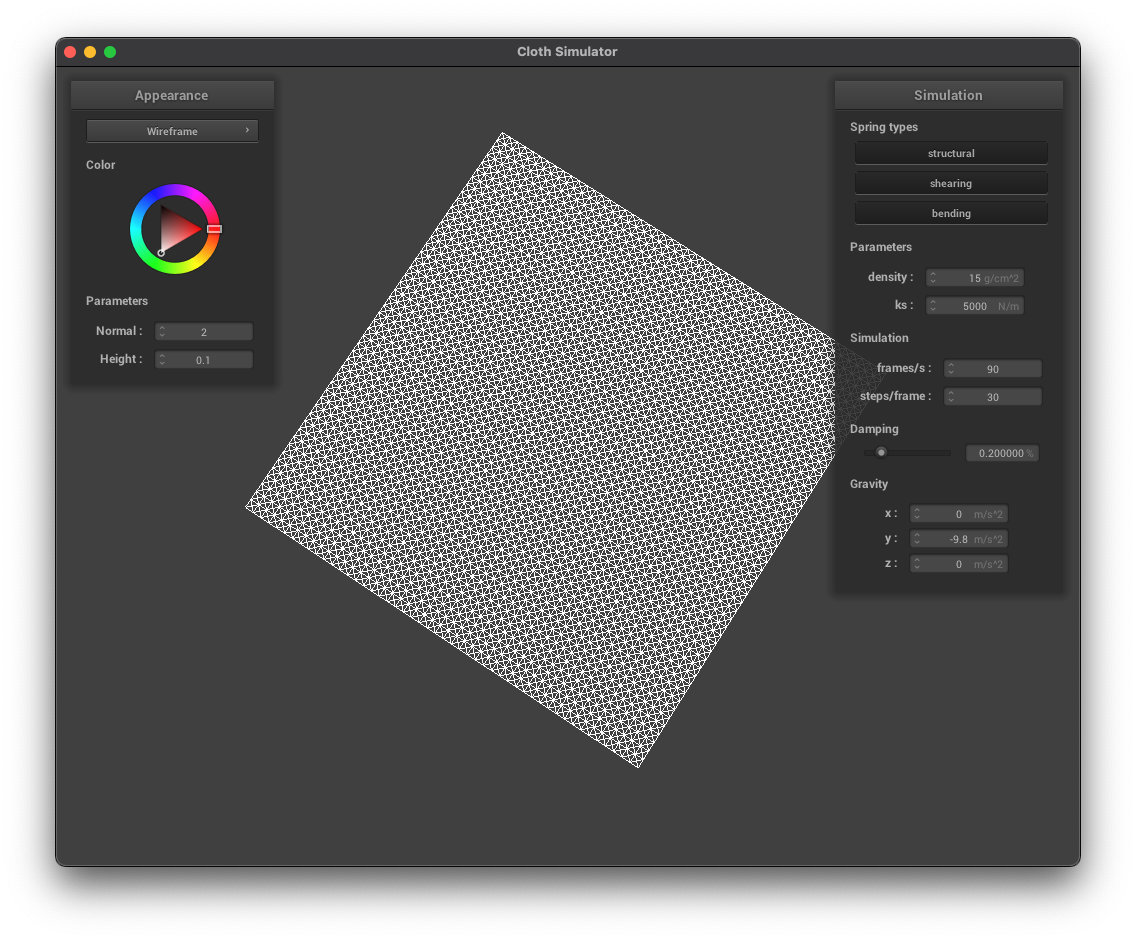 Cloth Simulator
Appearance
Wireframe ›
Color
Parameters
Normal : 2
Height : 0.1
Simulation
Spring types
structural
shearing
bending
Parameters
density : 15 g/cm^2
ks : 5000 N/m
Simulation
frames/s : 90
steps/frame : 30
Damping
0.200000 %
Gravity
x : 0 m/s^2
y : -9.8 m/s^2
z : 0 m/s^2